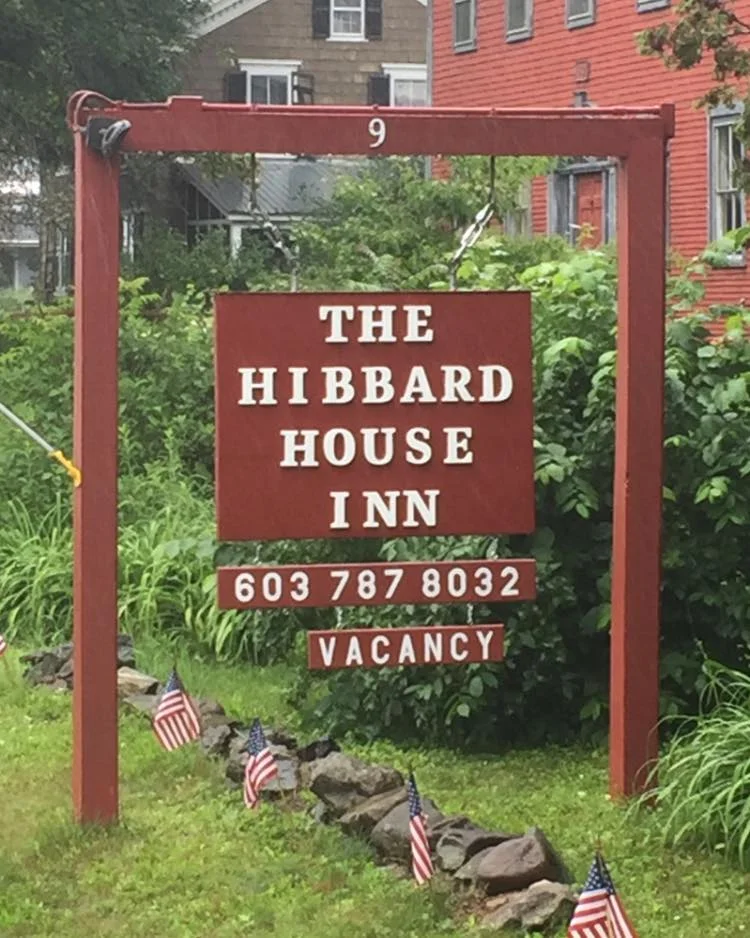 9
THE
HIBBARD
HOUSE
INN
603 787 8032
VACANCY